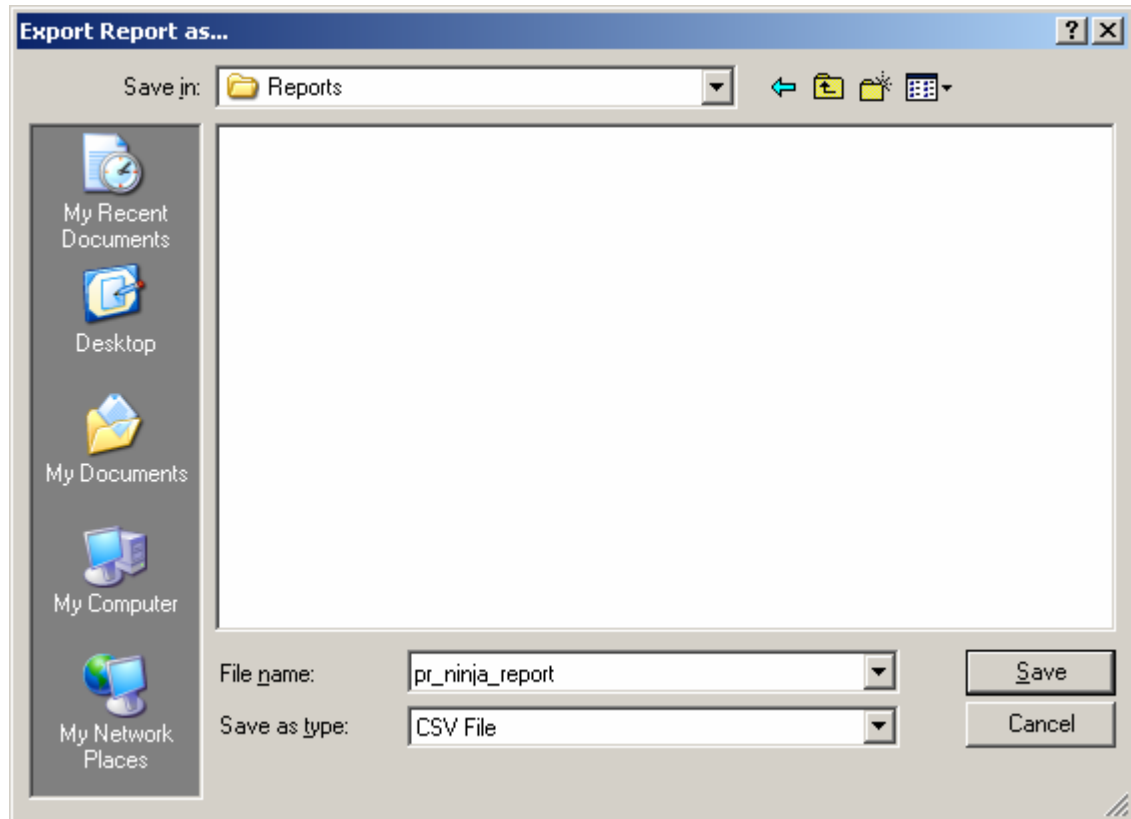 Export Report as...
Save in:
Reports
My Recent
Documents
Desktop
My Documents
My Computer
My Network
Places
File name:
pr_ninja_report
Save
Save as type:
CSV File
Cancel